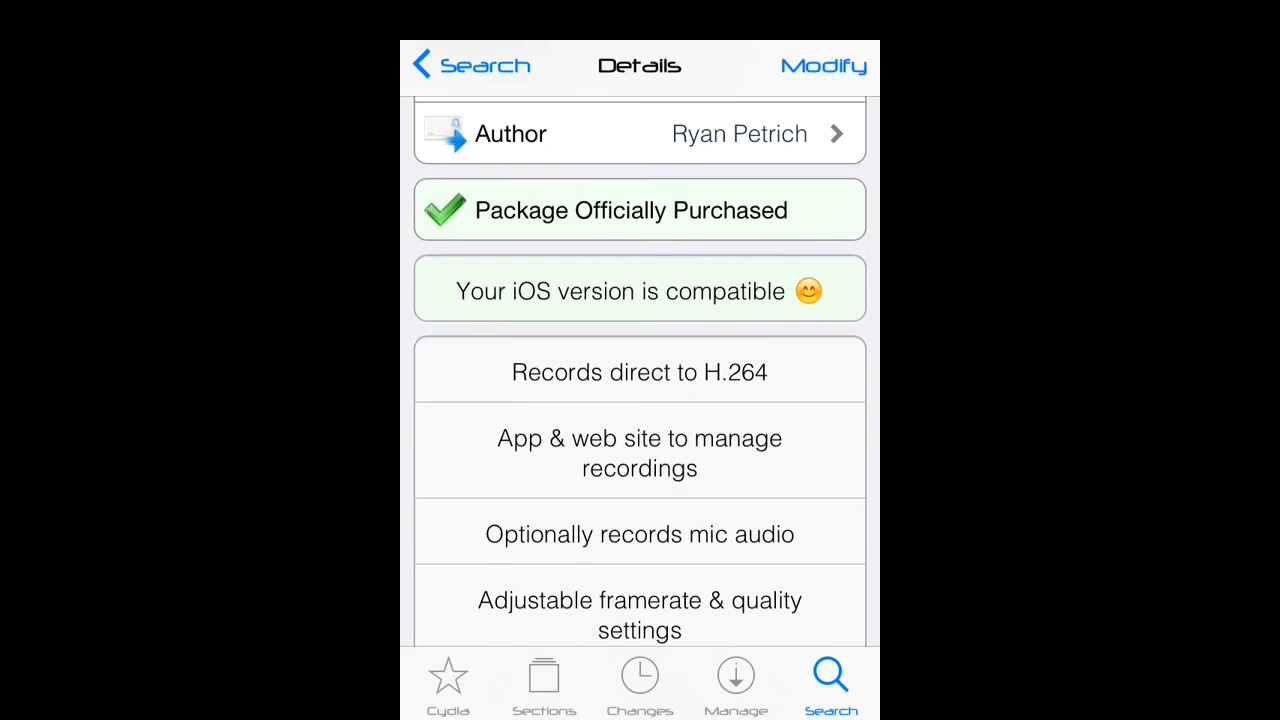 Search Details Modify
Author Ryan Petrich
Package Officially Purchased
Your iOS version is compatible 😊
Records direct to H.264
App & web site to manage
recordings
Optionally records mic audio
Adjustable framerate & quality
settings
Cydia Sections Changes Manage Search